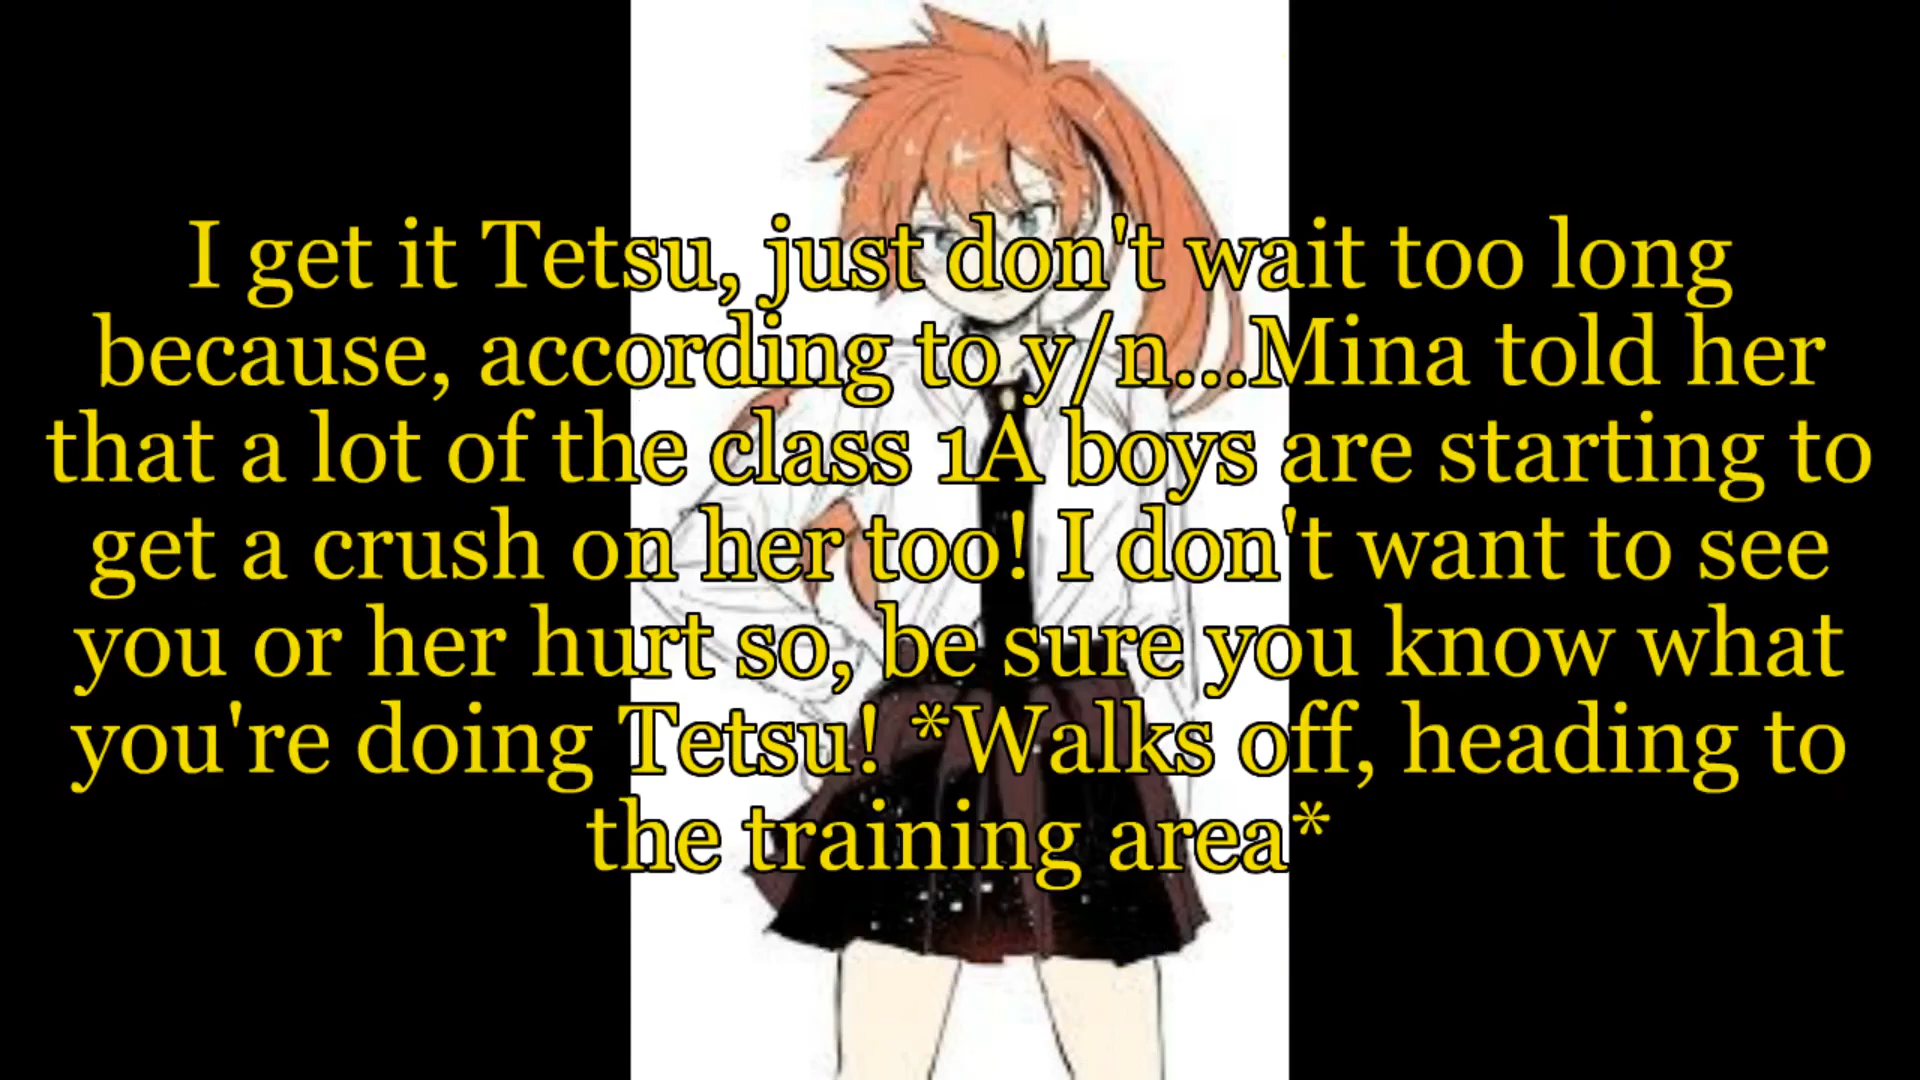 I get it Tetsu, just don't wait too long
because, according to y/n...Mina told her
that a lot of the class 1A boys are starting to
get a crush on her too! I don't want to see
you or her hurt so, be sure you know what
you're doing Tetsu! *Walks off, heading to
the training area*